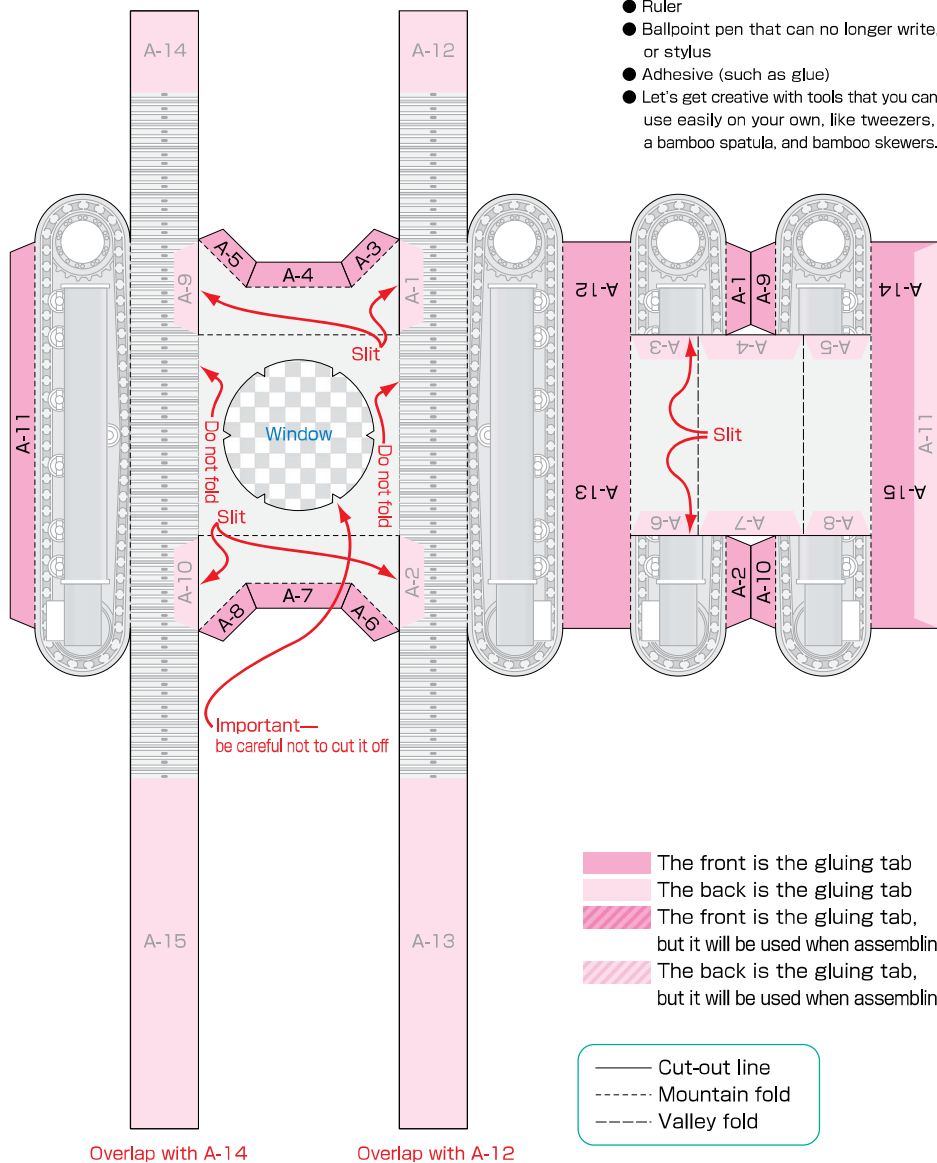 ● Ruler
● Ballpoint pen that can no longer write,
or stylus
● Adhesive (such as glue)
● Let's get creative with tools that you can
use easily on your own, like tweezers,
a bamboo spatula, and bamboo skewers.
A-14
A-12
A-5
A-4
A-3
A-9
A-1
Slit
A-12
A-1
A-9
A-14
A-3
A-4
A-5
A-11
Do not fold
Window
Do not fold
Slit
A-11
A-13
A-15
Slit
A-6
A-7
A-8
A-10
A-2
A-8
A-7
A-6
A-2
A-10
Important—
be careful not to cut it off
A-15
A-13
The front is the gluing tab
The back is the gluing tab
The front is the gluing tab,
but it will be used when assemblin
The back is the gluing tab,
but it will be used when assemblin
Cut-out line
Mountain fold
Valley fold
Overlap with A-14
Overlap with A-12